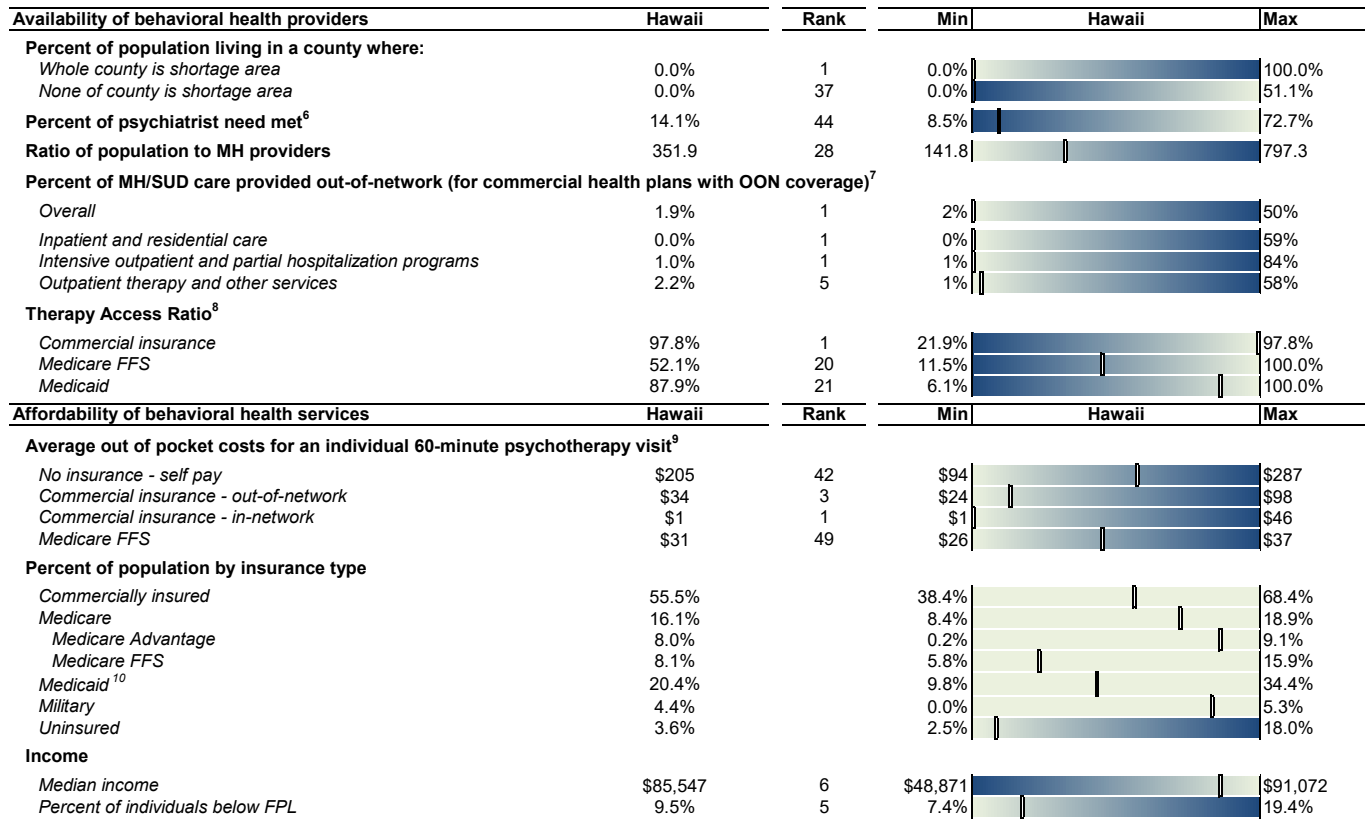 Availability of behavioral health providers Hawaii Rank Min Hawaii Max
Percent of population living in a county where:
Whole county is shortage area 0.0% 1 0.0% 100.0%
None of county is shortage area 0.0% 37 0.0% 51.1%
Percent of psychiatrist need met6 14.1% 44 8.5% 72.7%
Ratio of population to MH providers 351.9 28 141.8 797.3
Percent of MH/SUD care provided out-of-network (for commercial health plans with OON coverage)7
Overall 1.9% 1 2% 50%
Inpatient and residential care 0.0% 1 0% 59%
Intensive outpatient and partial hospitalization programs 1.0% 1 1% 84%
Outpatient therapy and other services 2.2% 5 1% 58%
Therapy Access Ratio8
Commercial insurance 97.8% 1 21.9% 97.8%
Medicare FFS 52.1% 20 11.5% 100.0%
Medicaid 87.9% 21 6.1% 100.0%
Affordability of behavioral health services Hawaii Rank Min Hawaii Max
Average out of pocket costs for an individual 60-minute psychotherapy visit9
No insurance - self pay $205 42 $94 $287
Commercial insurance - out-of-network $34 3 $24 $98
Commercial insurance - in-network $1 1 $1 $46
Medicare FFS $31 49 $26 $37
Percent of population by insurance type
Commercially insured 55.5% 38.4% 68.4%
Medicare 16.1% 8.4% 18.9%
Medicare Advantage 8.0% 0.2% 9.1%
Medicare FFS 8.1% 5.8% 15.9%
Medicaid 10 20.4% 9.8% 34.4%
Military 4.4% 0.0% 5.3%
Uninsured 3.6% 2.5% 18.0%
Income
Median income $85,547 6 $48,871 $91,072
Percent of individuals below FPL 9.5% 5 7.4% 19.4%